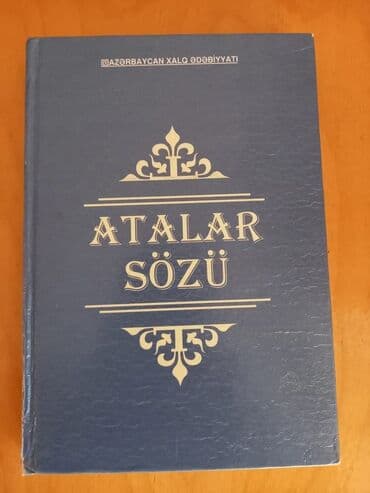 AZƏRBAYCAN XALQ ƏDƏBİYYATI
ATALAR
SÖZÜ